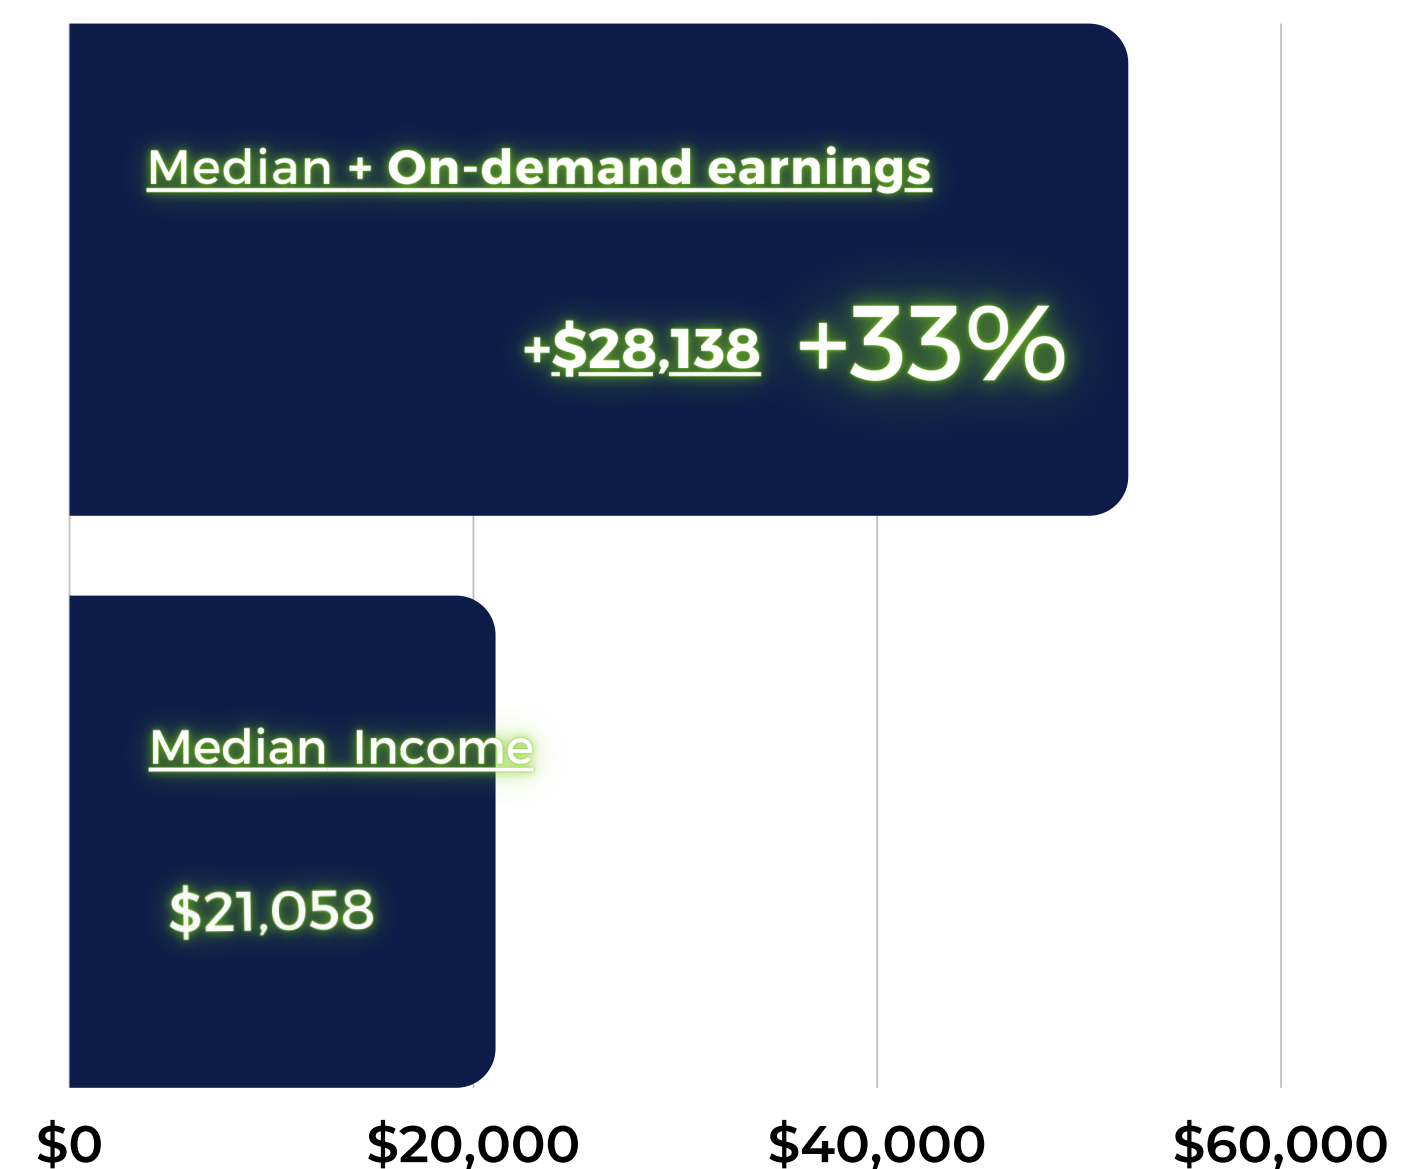 Median + On-demand earnings
+$28,138 +33%
Median Income
$21,058
$0 $20,000 $40,000 $60,000